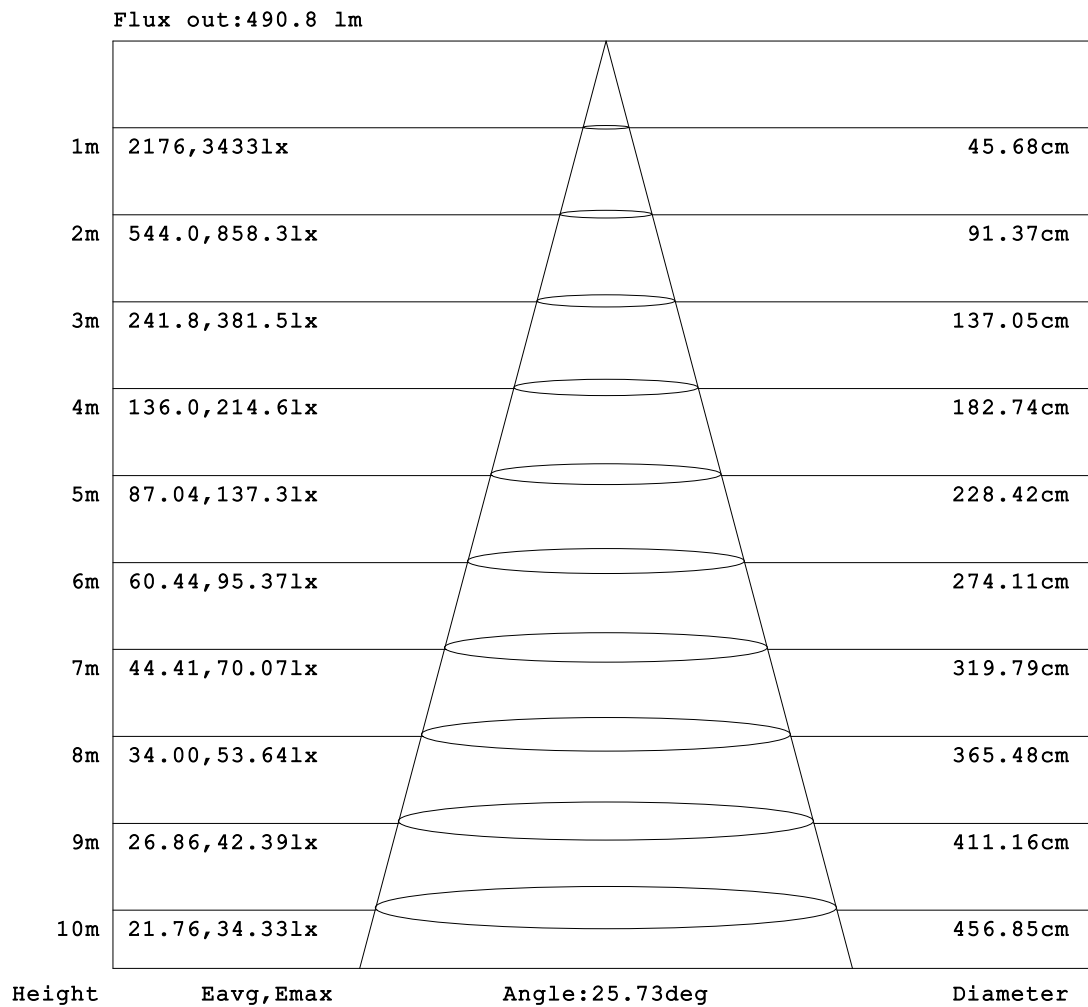 Flux out:490.8 lm
1m 2176,3433lx 45.68cm
2m 544.0,858.3lx 91.37cm
3m 241.8,381.5lx 137.05cm
4m 136.0,214.6lx 182.74cm
5m 87.04,137.3lx 228.42cm
6m 60.44,95.37lx 274.11cm
7m 44.41,70.07lx 319.79cm
8m 34.00,53.64lx 365.48cm
9m 26.86,42.39lx 411.16cm
10m 21.76,34.33lx 456.85cm
Height Eavg,Emax Angle:25.73deg Diameter